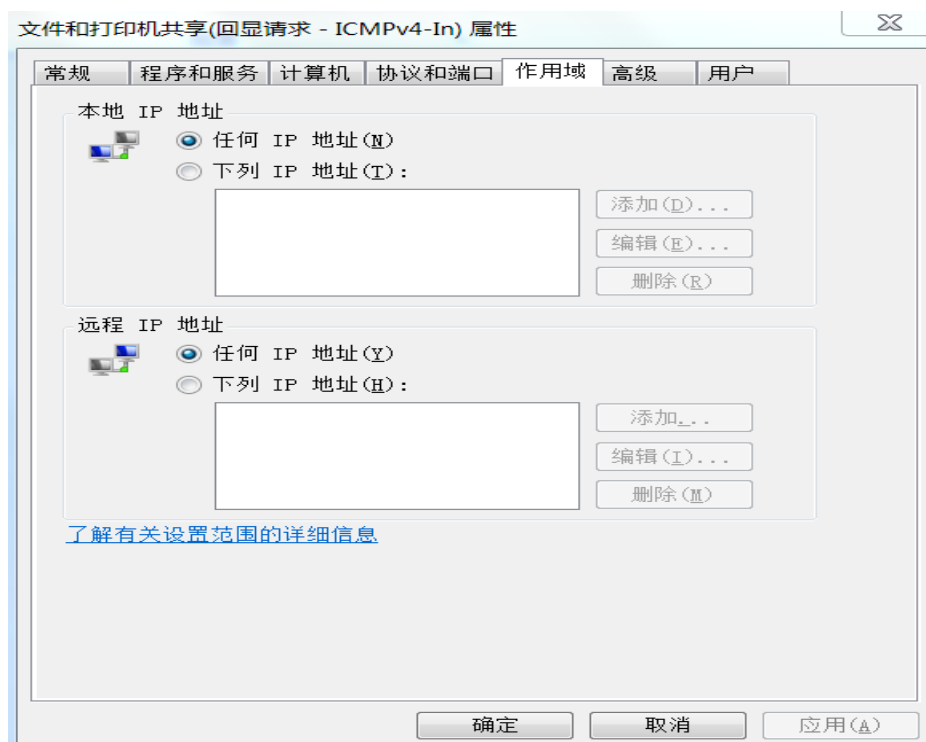 文件和打印机共享(回显请求 - ICMPv4-In) 属性
常规 程序和服务 计算机 协议和端口 作用域 高级 用户
本地 IP 地址
任何 IP 地址(N)
下列 IP 地址(T):
添加(D)...
编辑(E)...
删除(R)
远程 IP 地址
任何 IP 地址(Y)
下列 IP 地址(H):
添加...
编辑(I)...
删除(M)
了解有关设置范围的详细信息
确定 取消 应用(A)